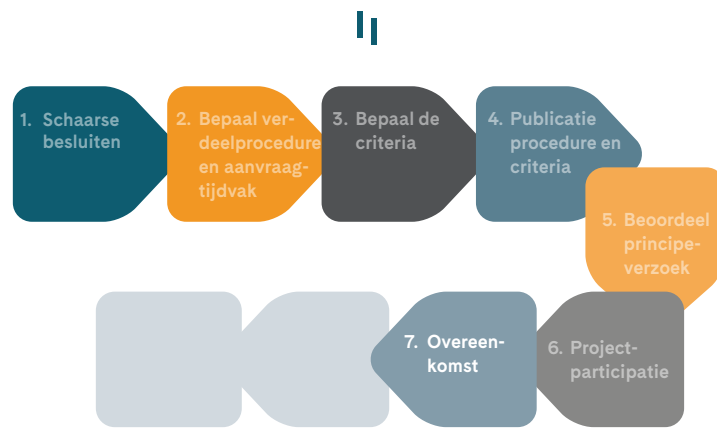 1. Schaarse
besluiten
2. Bepaal ver-
deelprocedure
en aanvraag-
tijdvak
3. Bepaal de
criteria
4. Publicatie
procedure en
criteria
5. Beoordeel
principe-
verzoek
6. Project-
participatie
7. Overeen-
komst